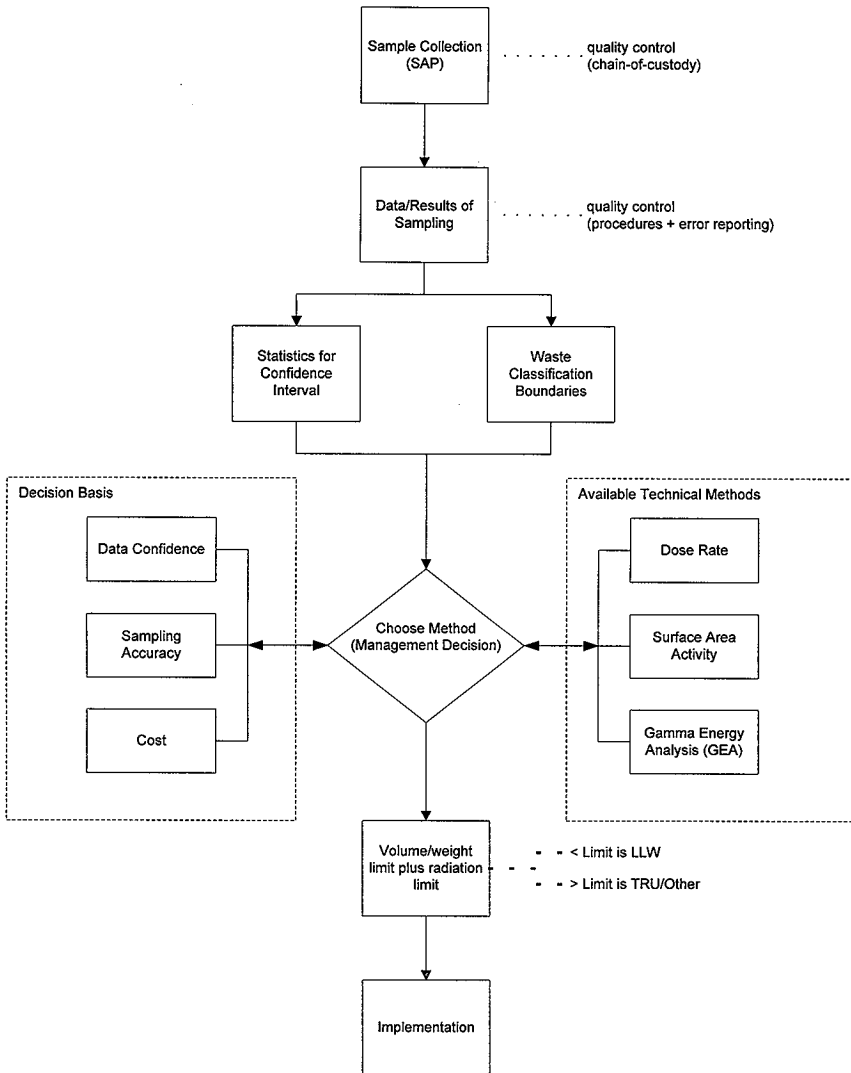 Sample Collection
(SAP)
quality control
(chain-of-custody)
Data/Results of
Sampling
quality control
(procedures + error reporting)
Statistics for
Confidence
Interval
Waste
Classification
Boundaries
Decision Basis
Data Confidence
Sampling
Accuracy
Cost
Choose Method
(Management Decision)
Available Technical Methods
Dose Rate
Surface Area
Activity
Gamma Energy
Analysis (GEA)
Volume/weight
limit plus radiation
limit
< Limit is LLW
> Limit is TRU/Other
Implementation